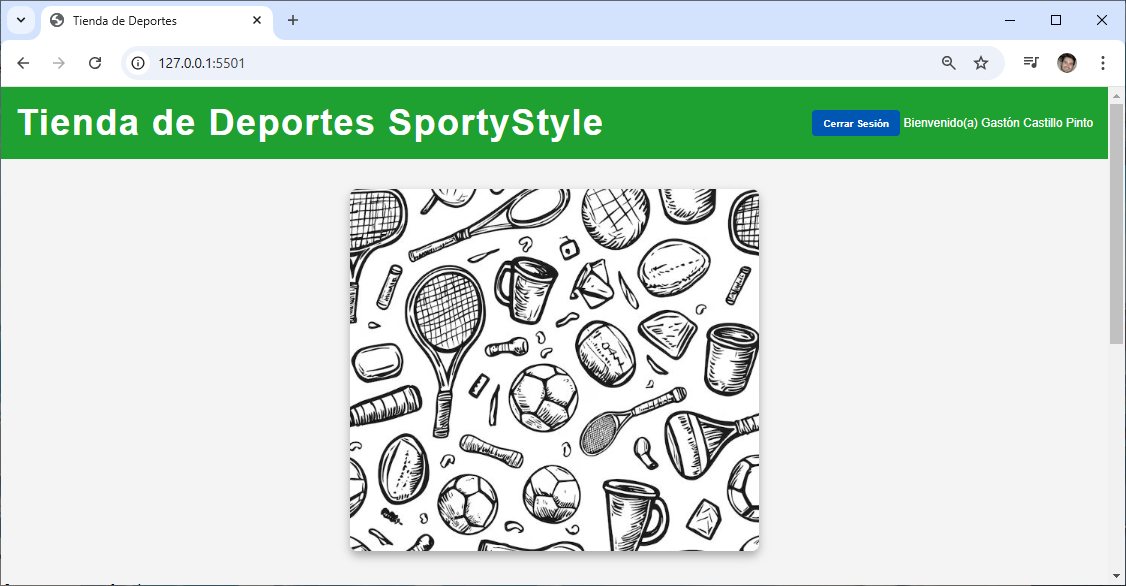 Tienda de Deportes
127.0.0.1:5501
Tienda de Deportes SportyStyle
Cerrar Sesión
Bienvenido(a) Gastón Castillo Pinto